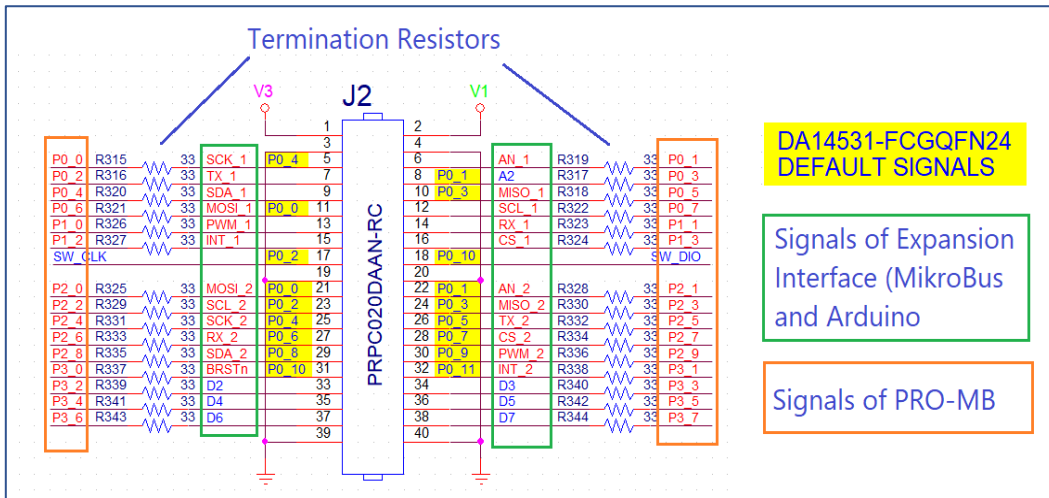 Termination Resistors
V3 J2 V1
1 2
3 4
P0_0 R315 33 SCK_1 P0_4 5 6 AN_1 R319 33 P0_1
P0_2 R316 33 TX_1 7 8 P0_1 A2 R317 33 P0_3
P0_4 R320 33 SDA_1 9 10 P0_3 MISO_1 R318 33 P0_5
P0_6 R321 33 MOSI_1 P0_0 11 12 SCL_1 R322 33 P0_7
P1_0 R326 33 PWM_1 13 14 RX_1 R323 33 P1_1
P1_2 R327 33 INT_1 15 16 CS_1 R324 33 P1_3
SW_CLK P0_2 17 18 P0_10 SW_DIO
19 20
P2_0 R325 33 MOSI_2 P0_0 21 22 P0_1 AN_2 R328 33 P2_1
P2_2 R329 33 SCL_2 P0_2 23 24 P0_3 MISO_2 R330 33 P2_3
P2_4 R331 33 SCK_2 P0_4 25 26 P0_5 TX_2 R332 33 P2_5
P2_6 R333 33 RX_2 P0_6 27 28 P0_7 CS_2 R334 33 P2_7
P2_8 R335 33 SDA_2 P0_8 29 30 P0_9 PWM_2 R336 33 P2_9
P3_0 R337 33 BRSTn P0_10 31 32 P0_11 INT_2 R338 33 P3_1
P3_2 R339 33 D2 33 34 D3 R340 33 P3_3
P3_4 R341 33 D4 35 36 D5 R342 33 P3_5
P3_6 R343 33 D6 37 38 D7 R344 33 P3_7
39 40
PRPC020DAAN-RC
DA14531-FCGQFN24
DEFAULT SIGNALS
Signals of Expansion
Interface (MikroBus
and Arduino
Signals of PRO-MB